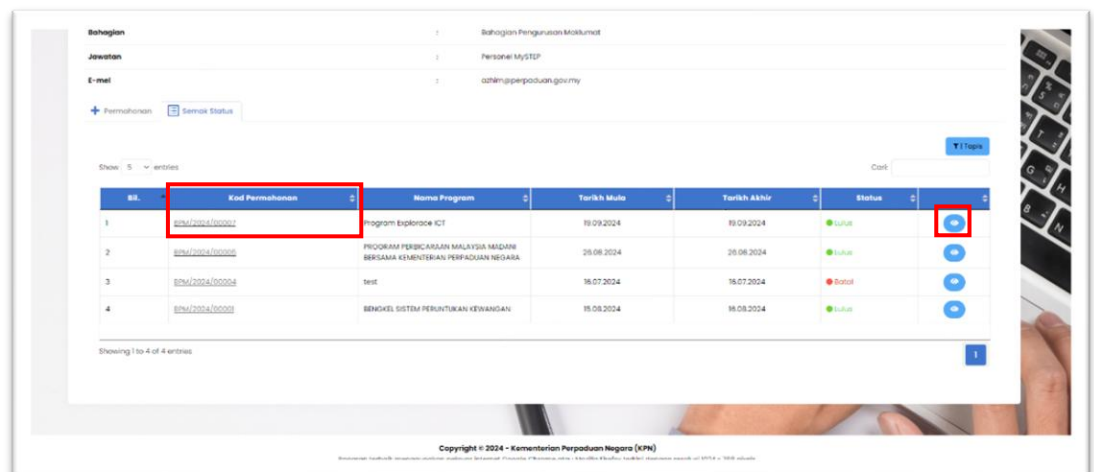 Bahagian : Bahagian Pengurusan Maklumat
Jawatan : Personel MySTEP
E-mel : azhim@perpaduan.gov.my
Permohonan Semak Status
Tapis
Show 5 entries Cari:
Bil. Kod Permohonan Nama Program Tarikh Mula Tarikh Akhir Status
1 BPM/2024/00007 Program Explorace ICT 19.09.2024 19.09.2024 Lulus
2 PROGRAM PERBICARAAN MALAYSIA MADANI
BERSAMA KEMENTERIAN PERPADUAN NEGARA 26.08.2024 26.08.2024 Lulus
3 BPM/2024/00004 test 16.07.2024 16.07.2024 Batal
4 BPM/2024/00001 BENGKEL SISTEM PERUNTUKAN KEWANGAN 15.08.2024 16.08.2024 Lulus
Showing 1 to 4 of 4 entries 1
Copyright © 2024 - Kementerian Perpaduan Negara (KPN)